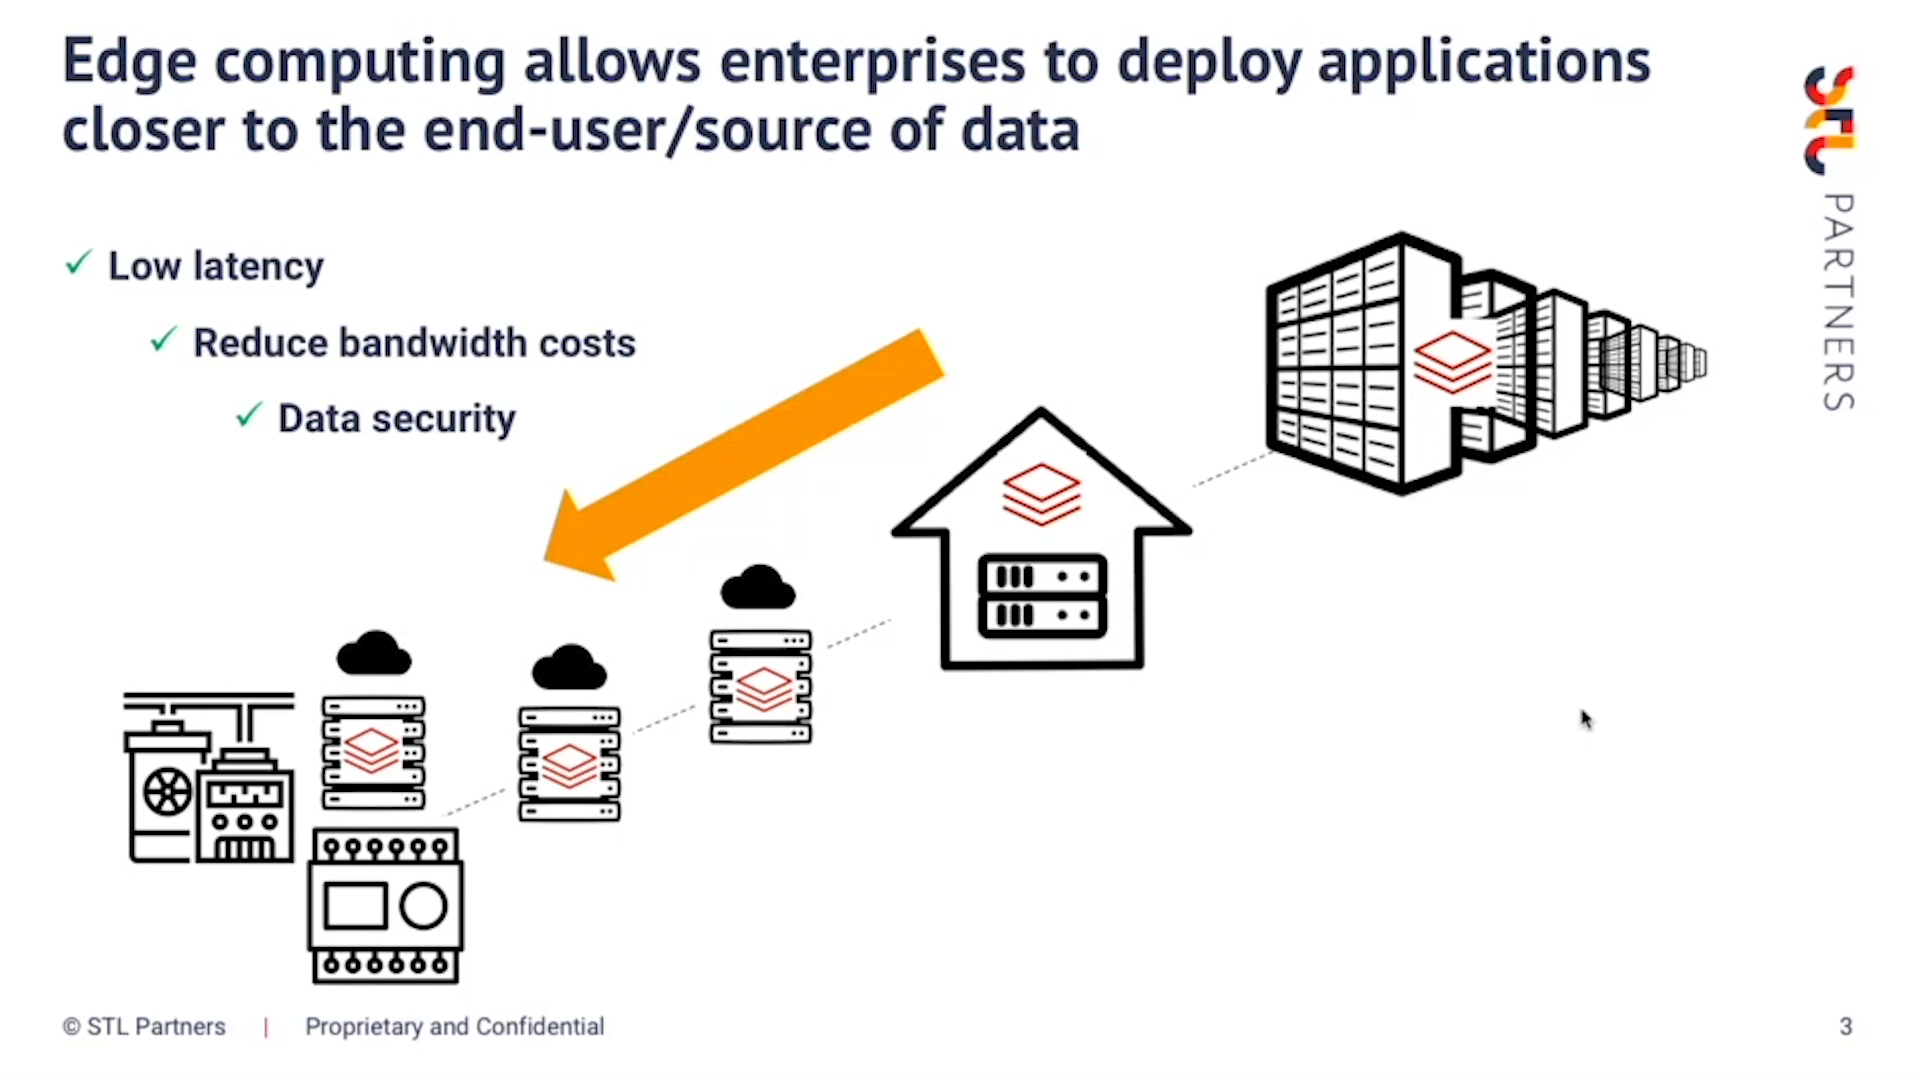 Edge computing allows enterprises to deploy applications
closer to the end-user/source of data
STL
PARTNERS
✓ Low latency
✓ Reduce bandwidth costs
✓ Data security
© STL Partners | Proprietary and Confidential
3